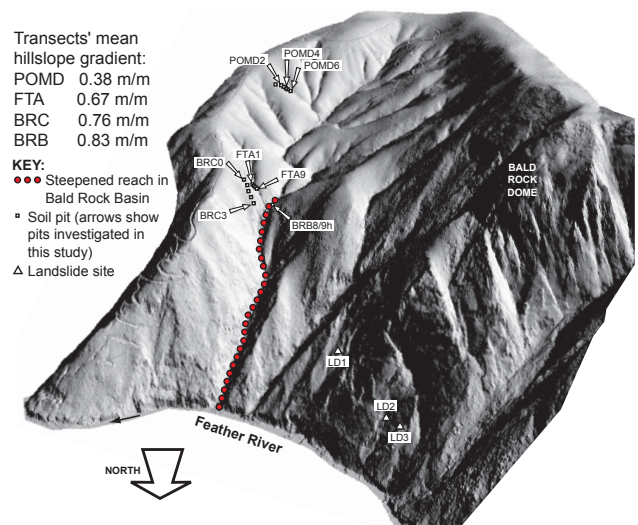 Transects' mean
hillslope gradient:
POMD 0.38 m/m
FTA 0.67 m/m
BRC 0.76 m/m
BRB 0.83 m/m
KEY:
Steepened reach in
Bald Rock Basin
Soil pit (arrows show
pits investigated in
this study)
Landslide site
POMD4
POMD2
POMD6
FTA1
BRC0
FTA9
BRC3
BRB8/9h
BALD
ROCK
DOME
LD1
LD2
LD3
Feather River
NORTH